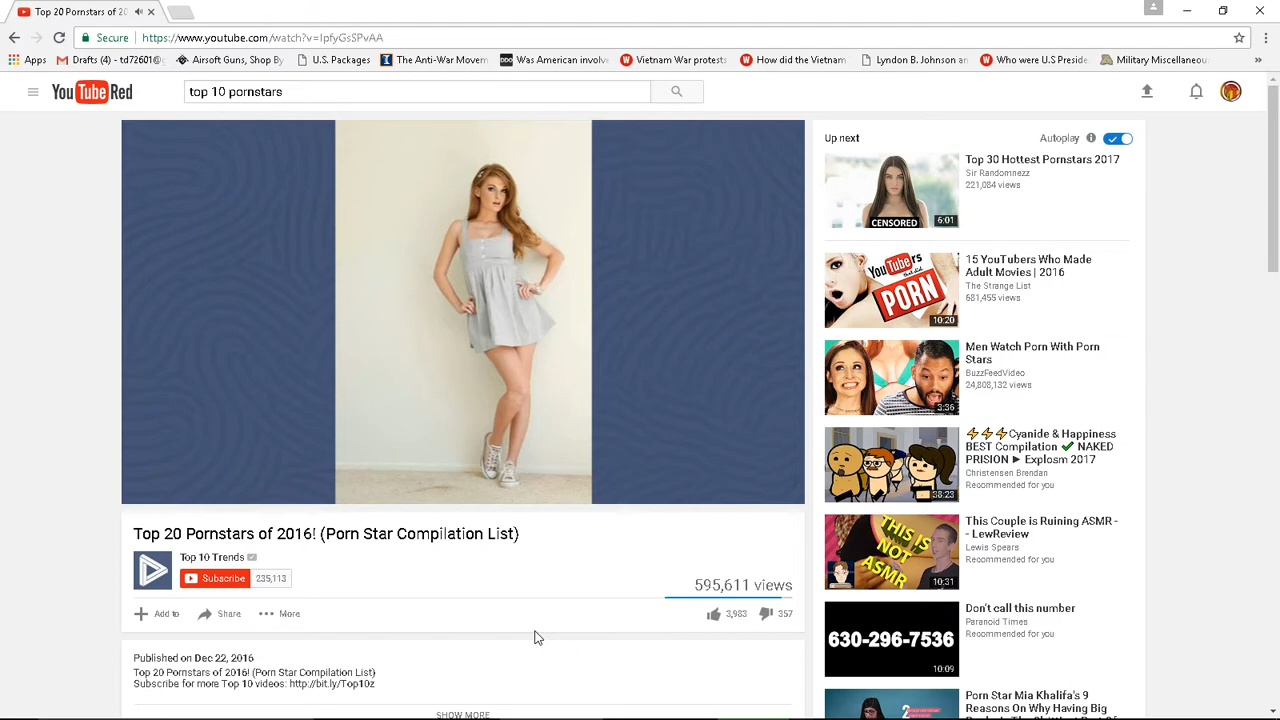 Top 20 Pornstars of 20
Secure
https://www.youtube.com/watch?v=IpfyGsSPvAA
Apps
Drafts (4) - td72601@g
Airsoft Guns, Shop By
U.S. Packages
The Anti-War Movem
DDO
Was American involv
Vietnam War protests
How did the Vietnam
Lyndon B. Johnson an
Who were U.S Preside
Military Miscellaneou
YouTube Red
top 10 pornstars
Up next
Autoplay
Top 30 Hottest Pornstars 2017
Sir Randomnezz
221,084 views
CENSORED
6:01
15 YouTubers Who Made
Adult Movies | 2016
The Strange List
681,455 views
YouTubers
that did
PORN
10:20
Men Watch Porn With Porn
Stars
BuzzFeedVideo
24,808,132 views
3:36
⚡⚡⚡Cyanide & Happiness
BEST Compilation ✔ NAKED
PRISION ► Explosm 2017
Christensen Brendan
Recommended for you
38:23
This Couple is Ruining ASMR -
- LewReview
Lewis Spears
Recommended for you
THIS IS
NOT
ASMR
10:31
Don't call this number
Paranoid Times
Recommended for you
630-296-7536
10:09
Porn Star Mia Khalifa's 9
Reasons On Why Having Big
Top 20 Pornstars of 2016! (Porn Star Compilation List)
Top 10 Trends
Subscribe
235,113
595,611 views
Add to
Share
More
3,983
357
Published on Dec 22, 2016
Top 20 Pornstars of 2016! (Porn Star Compilation List)
Subscribe for more Top 10 videos: http://bit.ly/Top10z
SHOW MORE